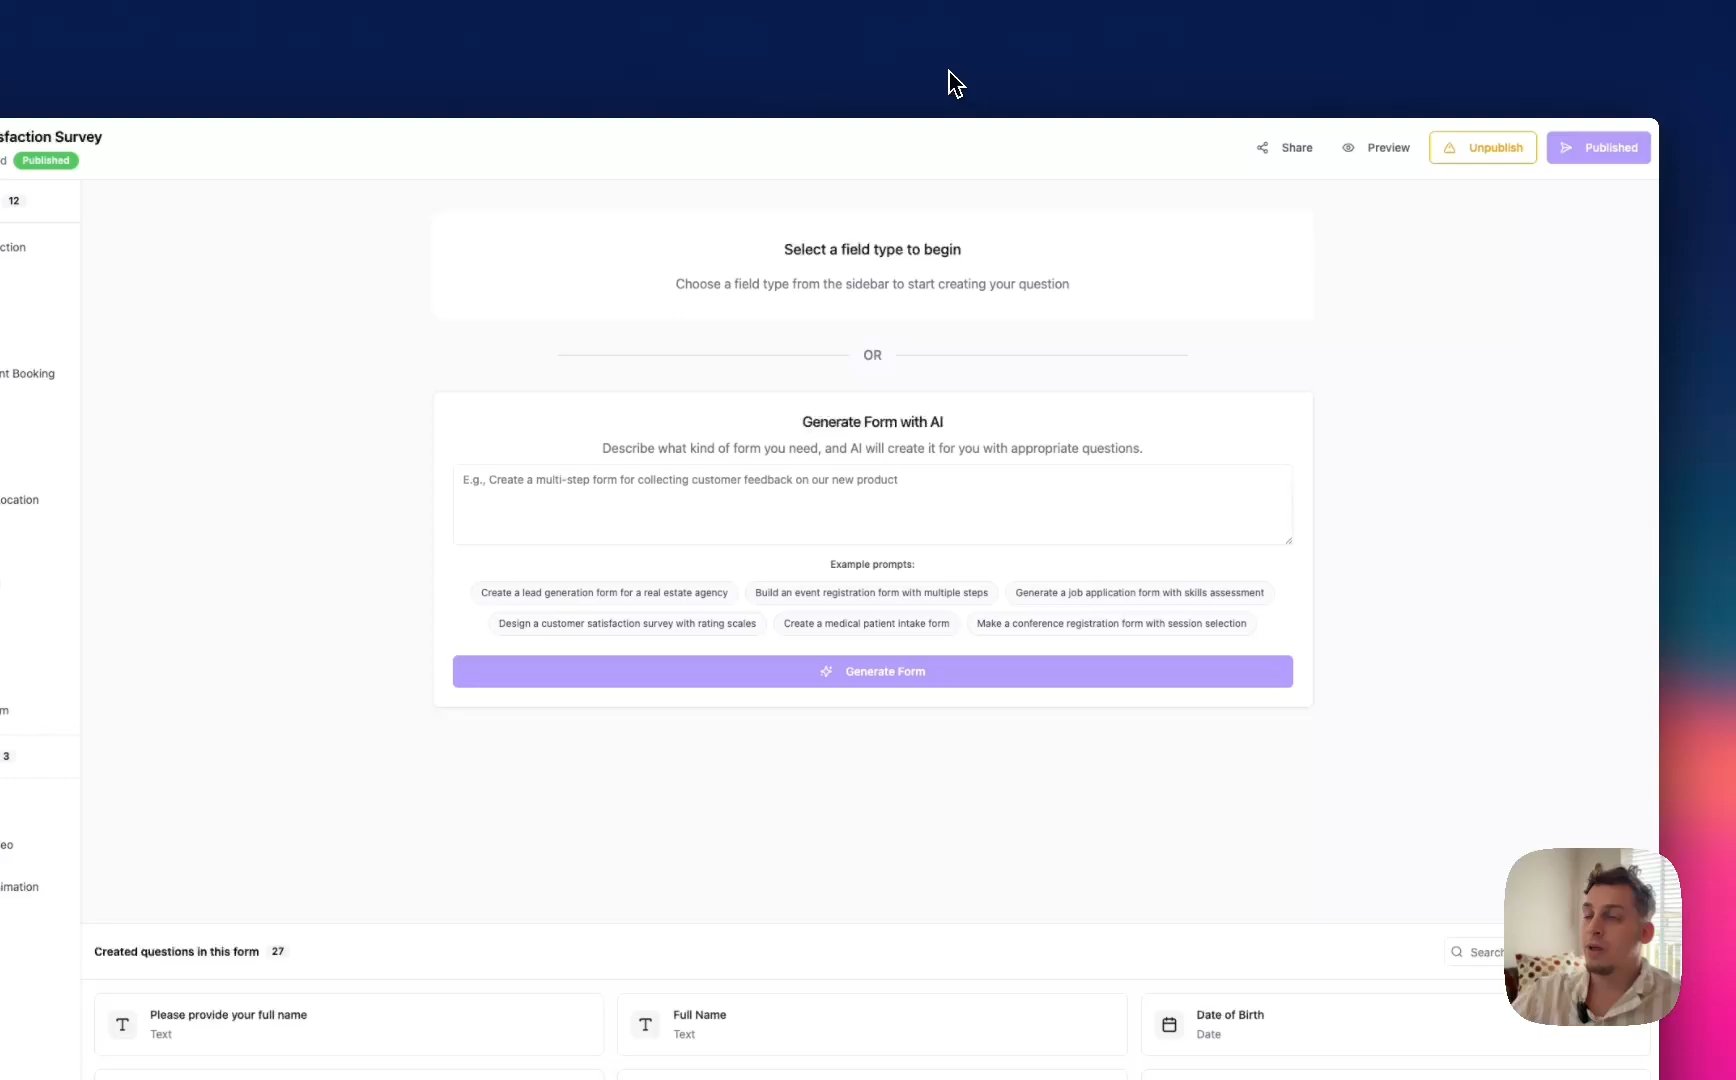 sfaction Survey
d Published
Share
Preview
Unpublish
Published
12
ction
nt Booking
ocation
m
3
eo
imation
Select a field type to begin
Choose a field type from the sidebar to start creating your question
OR
Generate Form with AI
Describe what kind of form you need, and AI will create it for you with appropriate questions.
E.g., Create a multi-step form for collecting customer feedback on our new product
Example prompts:
Create a lead generation form for a real estate agency
Build an event registration form with multiple steps
Generate a job application form with skills assessment
Design a customer satisfaction survey with rating scales
Create a medical patient intake form
Make a conference registration form with session selection
Generate Form
Created questions in this form 27
Search
Please provide your full name
Text
Full Name
Text
Date of Birth
Date